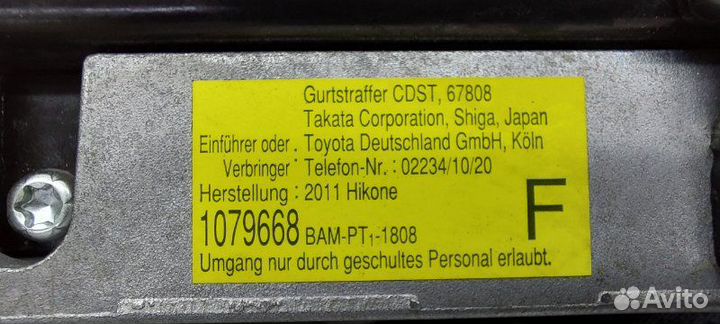 Gurtstraffer CDST, 67808
Takata Corporation, Shiga, Japan
Einführer oder . Toyota Deutschland GmbH, Köln
Verbringer ' Telefon-Nr. : 02234/10/20
Herstellung : 2011 Hikone
1079668 BAM-PT1-1808
F
Umgang nur durch geschultes Personal erlaubt.
Avito